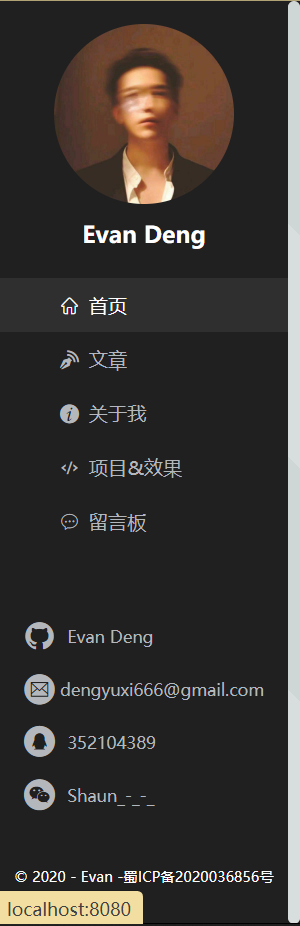 Evan Deng
首页
文章
关于我
项目&效果
留言板
Evan Deng
dengyuxi666@gmail.com
352104389
Shaun_-_-_
© 2020 - Evan -蜀ICP备2020036856号
localhost:8080